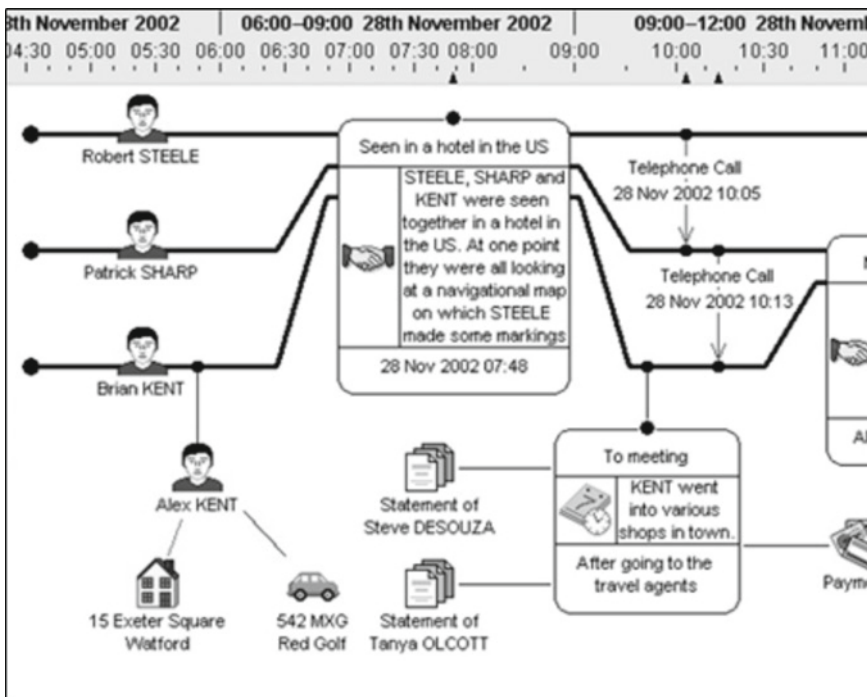 8th November 2002 06:00–09:00 28th November 2002 09:00–12:00 28th Novem
04:30 05:00 05:30 06:00 06:30 07:00 07:30 08:00 09:00 10:00 10:30 11:00
Robert STEELE
Patrick SHARP
Brian KENT
Alex KENT
15 Exeter Square
Watford
542 MXG
Red Golf
Seen in a hotel in the US
STEELE, SHARP and
KENT were seen
together in a hotel in
the US. At one point
they were all looking
at a navigational map
on which STEELE
made some markings
28 Nov 2002 07:48
Telephone Call
28 Nov 2002 10:05
Telephone Call
28 Nov 2002 10:13
Statement of
Steve DESOUZA
Statement of
Tanya OLCOTT
To meeting
7
KENT went
into various
shops in town.
After going to the
travel agents
Payme